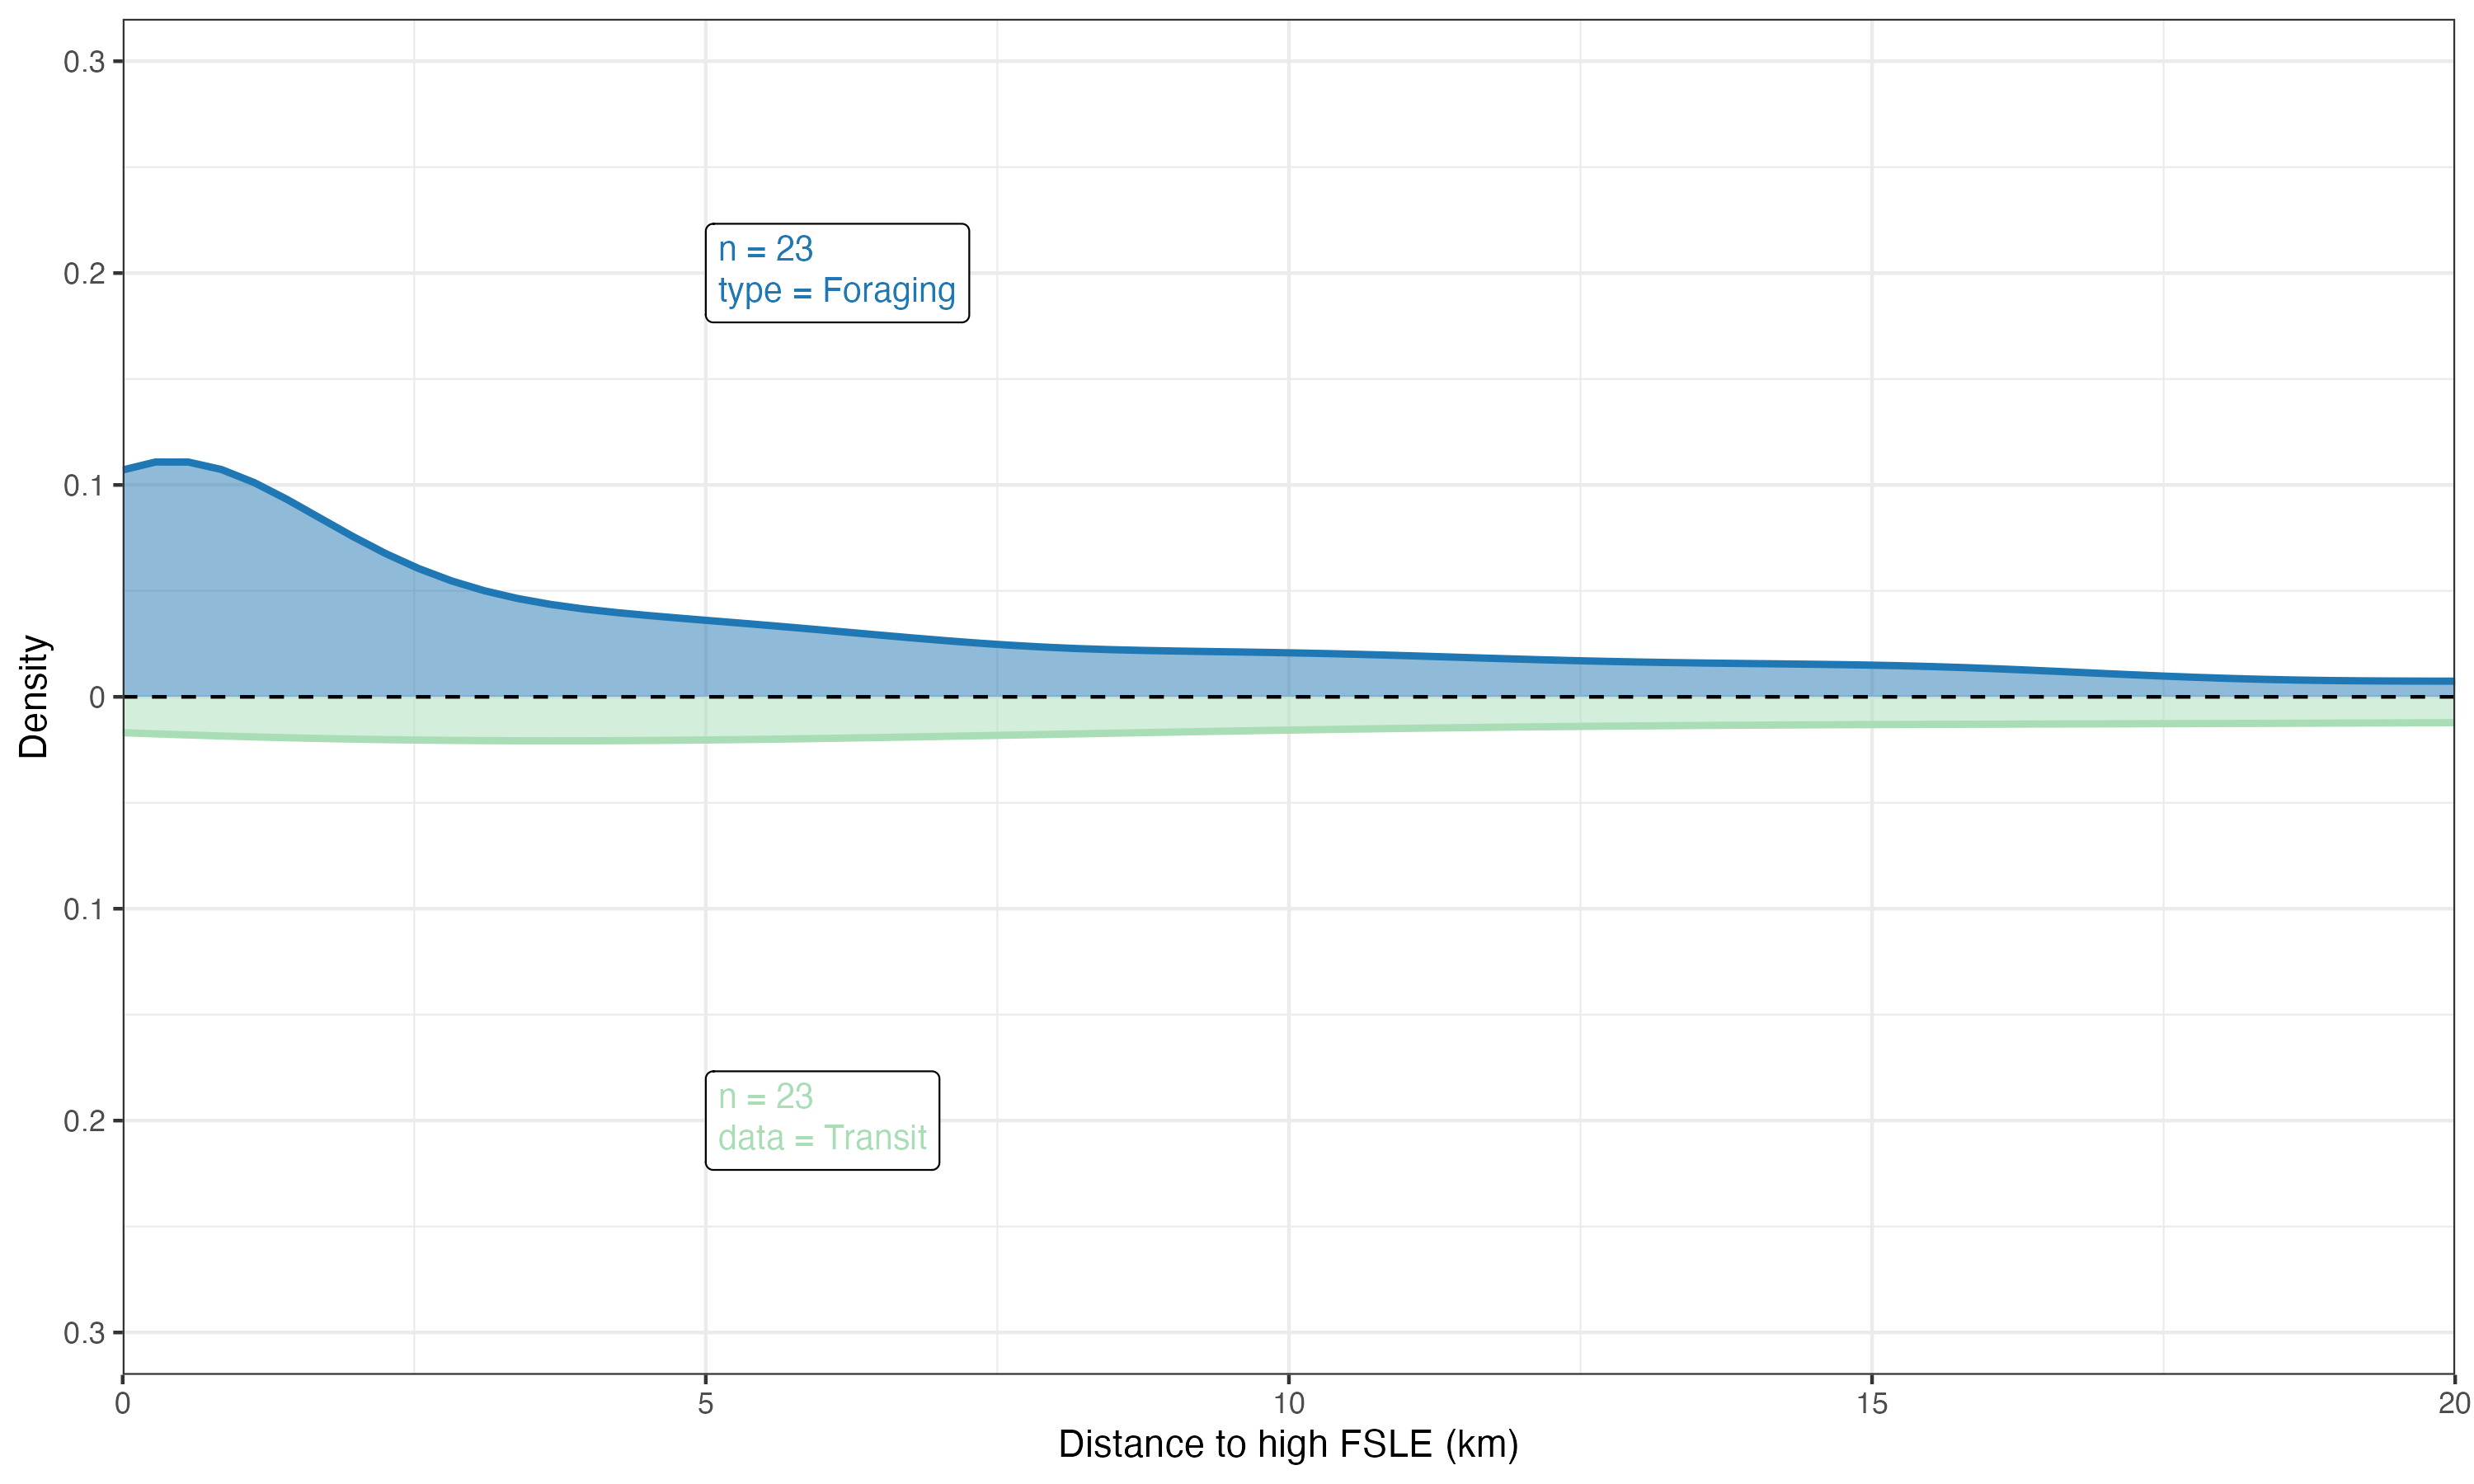 0.3
0.2
0.1
0
0.1
0.2
0.3
Density
n = 23
type = Foraging
n = 23
data = Transit
0
5
10
15
20
Distance to high FSLE (km)